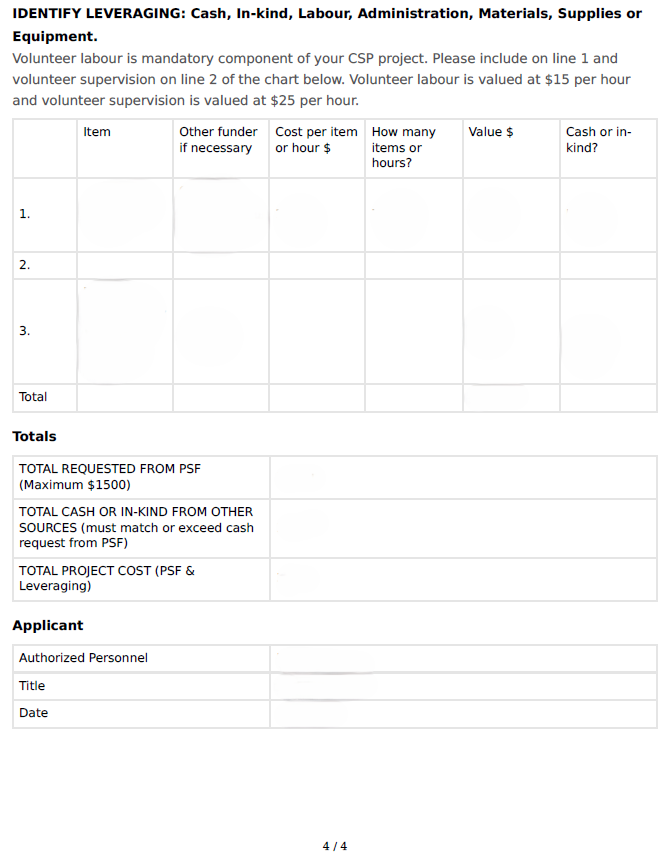 IDENTIFY LEVERAGING: Cash, In-kind, Labour, Administration, Materials, Supplies or
Equipment.
Volunteer labour is mandatory component of your CSP project. Please include on line 1 and
volunteer supervision on line 2 of the chart below. Volunteer labour is valued at $15 per hour
and volunteer supervision is valued at $25 per hour.
Item
Other funder
if necessary
Cost per item
or hour $
How many
items or
hours?
Value $
Cash or in-
kind?
1.
2.
3.
Total
Totals
TOTAL REQUESTED FROM PSF
(Maximum $1500)
TOTAL CASH OR IN-KIND FROM OTHER
SOURCES (must match or exceed cash
request from PSF)
TOTAL PROJECT COST (PSF &
Leveraging)
Applicant
Authorized Personnel
Title
Date
4 / 4